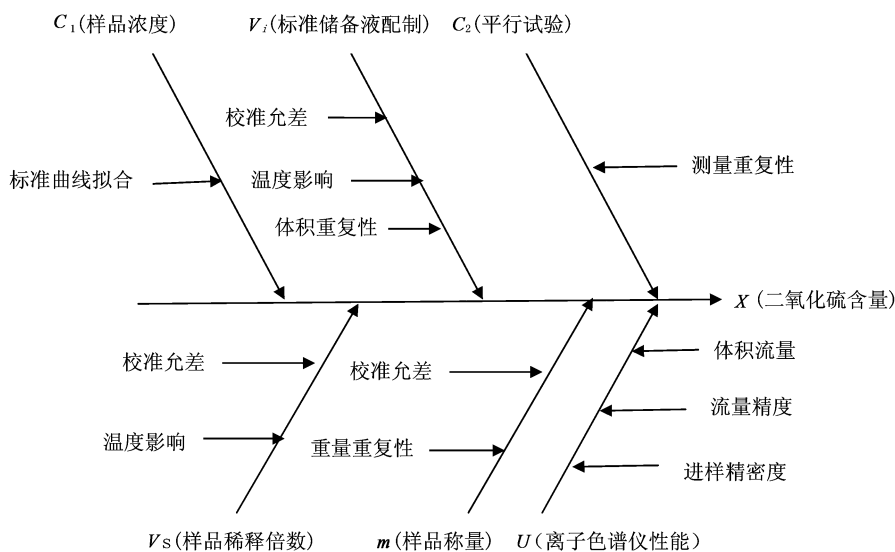 C₁(样品浓度) Vᵢ(标准储备液配制) C₂(平行试验)
校准允差
测量重复性
标准曲线拟合 温度影响
体积重复性
X(二氧化硫含量)
体积流量
校准允差 校准允差
流量精度
温度影响 重量重复性
进样精密度
Vs(样品稀释倍数) m(样品称量) U(离子色谱仪性能)